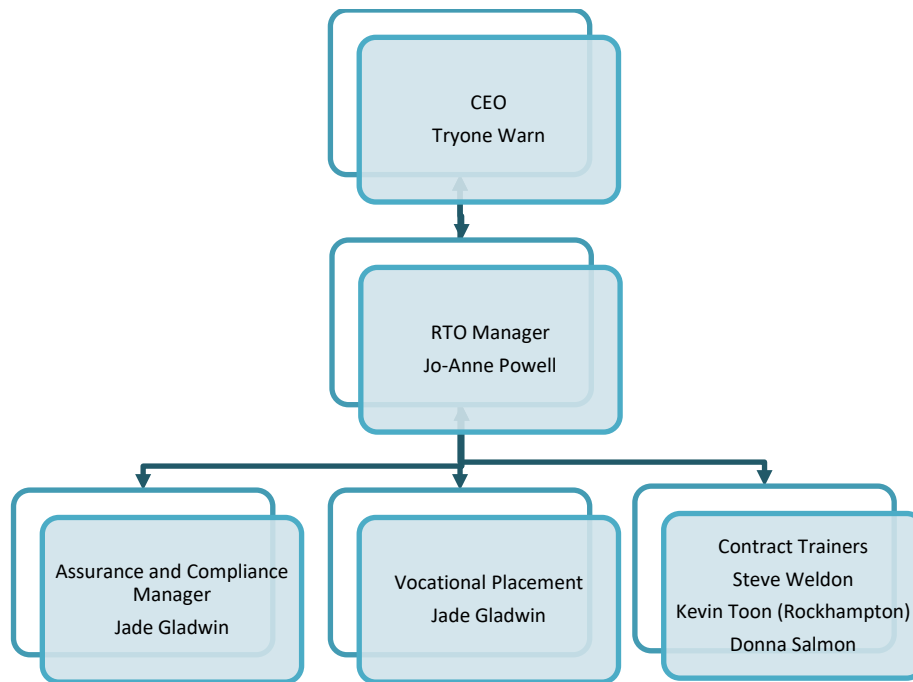 CEO
Tryone Warn
RTO Manager
Jo-Anne Powell
Assurance and Compliance
Manager
Jade Gladwin
Vocational Placement
Jade Gladwin
Contract Trainers
Steve Weldon
Kevin Toon (Rockhampton)
Donna Salmon